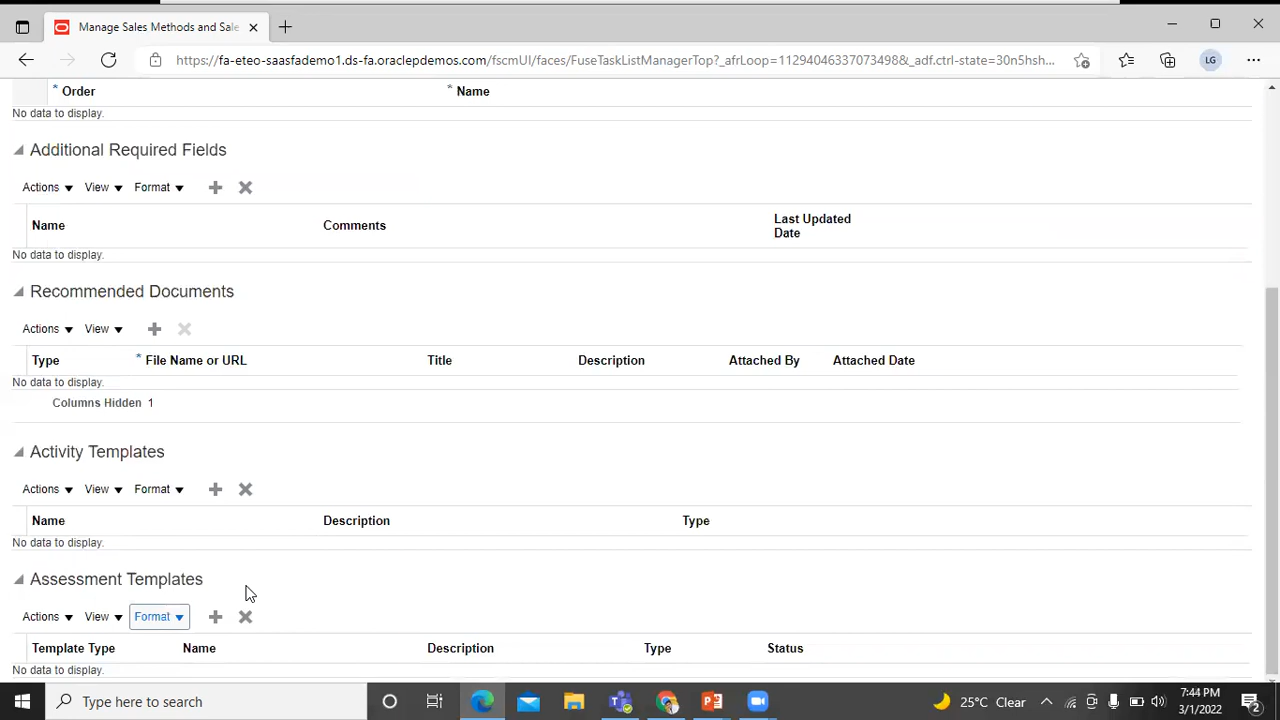 Manage Sales Methods and Sale
https://fa-eteo-saasfademo1.ds-fa.oraclepdemos.com/fscmUI/faces/FuseTaskListManagerTop?_afrLoop=112940463370734988&_adf.ctrl-state=30n5hsh...
LG
* Order * Name
No data to display.
Additional Required Fields
Actions View Format
Name Comments Last Updated
Date
No data to display.
Recommended Documents
Actions View
Type * File Name or URL Title Description Attached By Attached Date
No data to display.
Columns Hidden 1
Activity Templates
Actions View Format
Name Description Type
No data to display.
Assessment Templates
Actions View Format
Template Type Name Description Type Status
No data to display.
Type here to search
25°C Clear
7:44 PM
3/1/2022
2